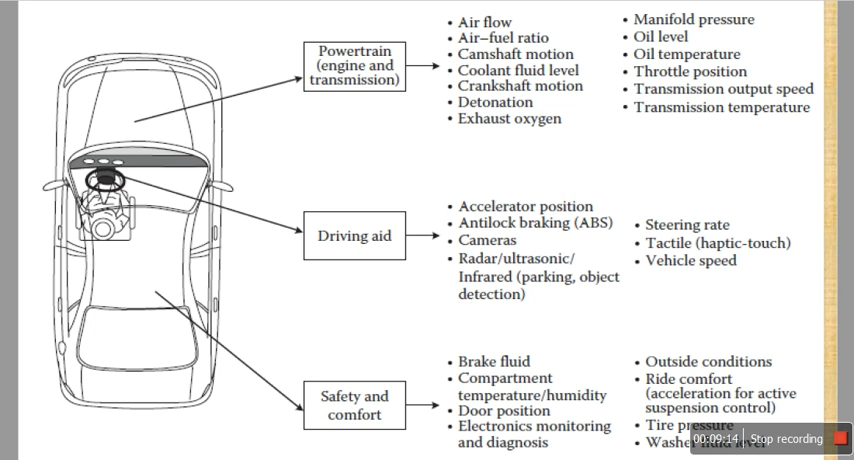 Powertrain
(engine and
transmission)
• Air flow
• Air–fuel ratio
• Camshaft motion
• Coolant fluid level
• Crankshaft motion
• Detonation
• Exhaust oxygen
• Manifold pressure
• Oil level
• Oil temperature
• Throttle position
• Transmission output speed
• Transmission temperature
Driving aid
• Accelerator position
• Antilock braking (ABS)
• Cameras
• Radar/ultrasonic/
Infrared (parking, object
detection)
• Steering rate
• Tactile (haptic-touch)
• Vehicle speed
Safety and
comfort
• Brake fluid
• Compartment
temperature/humidity
• Door position
• Electronics monitoring
and diagnosis
• Outside conditions
• Ride comfort
(acceleration for active
suspension control)
• Tire pressure
• Washer fluid level
00:09:14 Stop recording